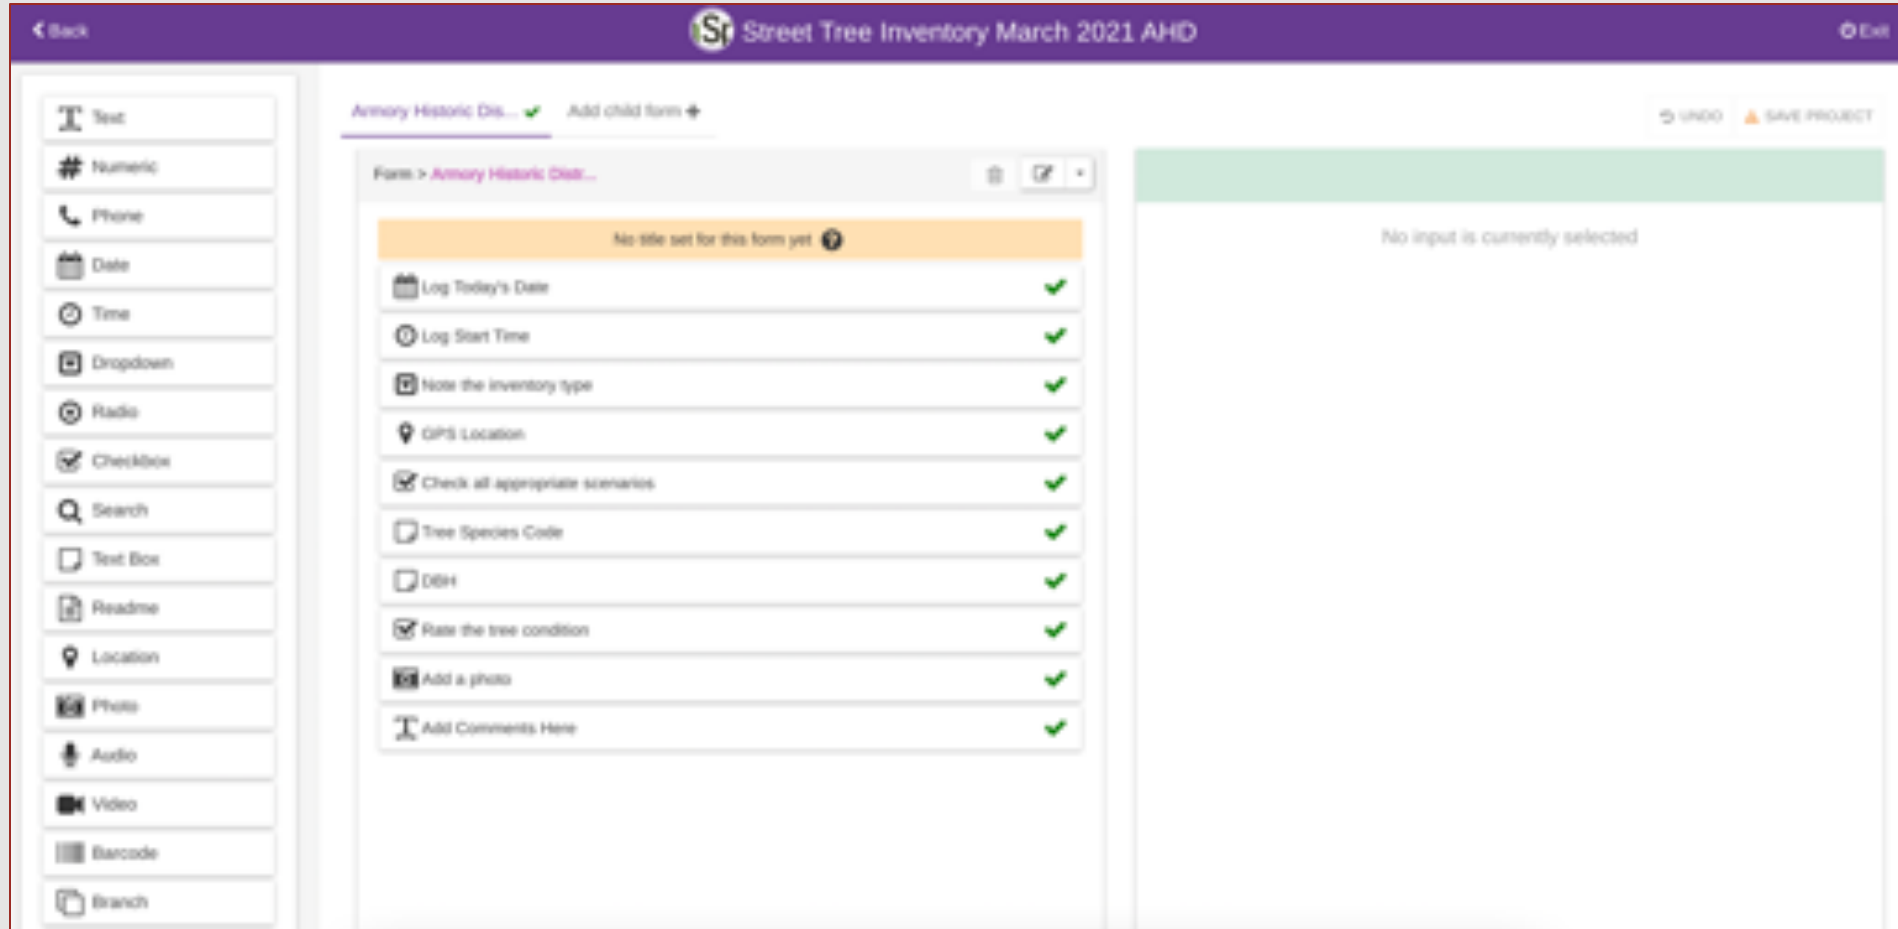 Back
Street Tree Inventory March 2021 AHD
Exit
Text
Numeric
Phone
Date
Time
Dropdown
Radio
Checkbox
Search
Text Box
Readme
Location
Photo
Audio
Video
Barcode
Branch
Armory Historic Dis...
Add child form
UNDO
SAVE PROJECT
Form > Armory Historic Distr...
No title set for this form yet ?
Log Today's Date
Log Start Time
Note the inventory type
GPS Location
Check all appropriate scenarios
Tree Species Code
DBH
Rate the tree condition
Add a photo
Add Comments Here
No input is currently selected